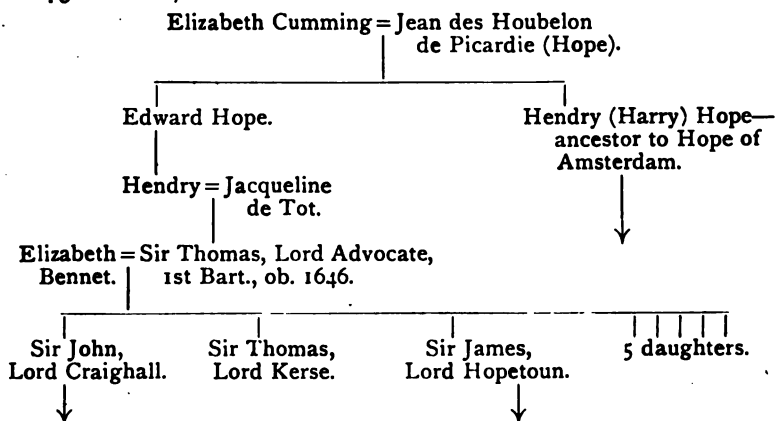 Elizabeth Cumming = Jean des Houbelon
de Picardie (Hope).
Edward Hope.
Hendry (Harry) Hope—
ancestor to Hope of
Amsterdam.
Hendry = Jacqueline
de Tot.
Elizabeth = Sir Thomas, Lord Advocate,
Bennet. 1st Bart., ob. 1646.
Sir John,
Lord Craighall.
Sir Thomas,
Lord Kerse.
Sir James,
Lord Hopetoun.
5 daughters.